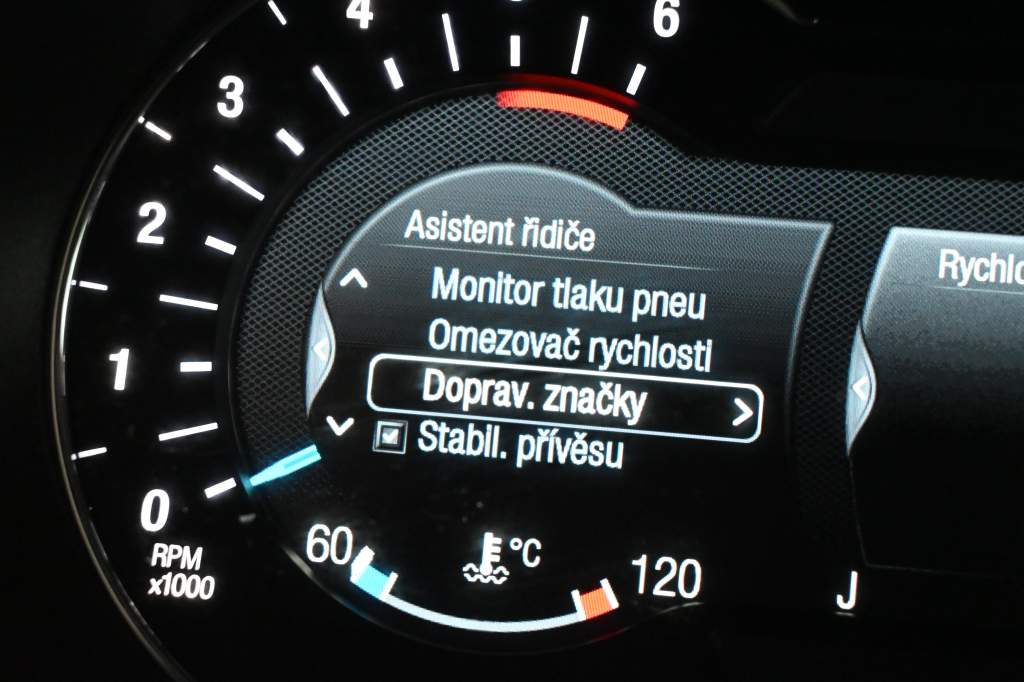 4
6
3
2
1
0
RPM
x1000
Asistent řidiče
Monitor tlaku pneu
Omezovač rychlosti
Doprav. značky
Stabil. přívěsu
60
°C
120
J